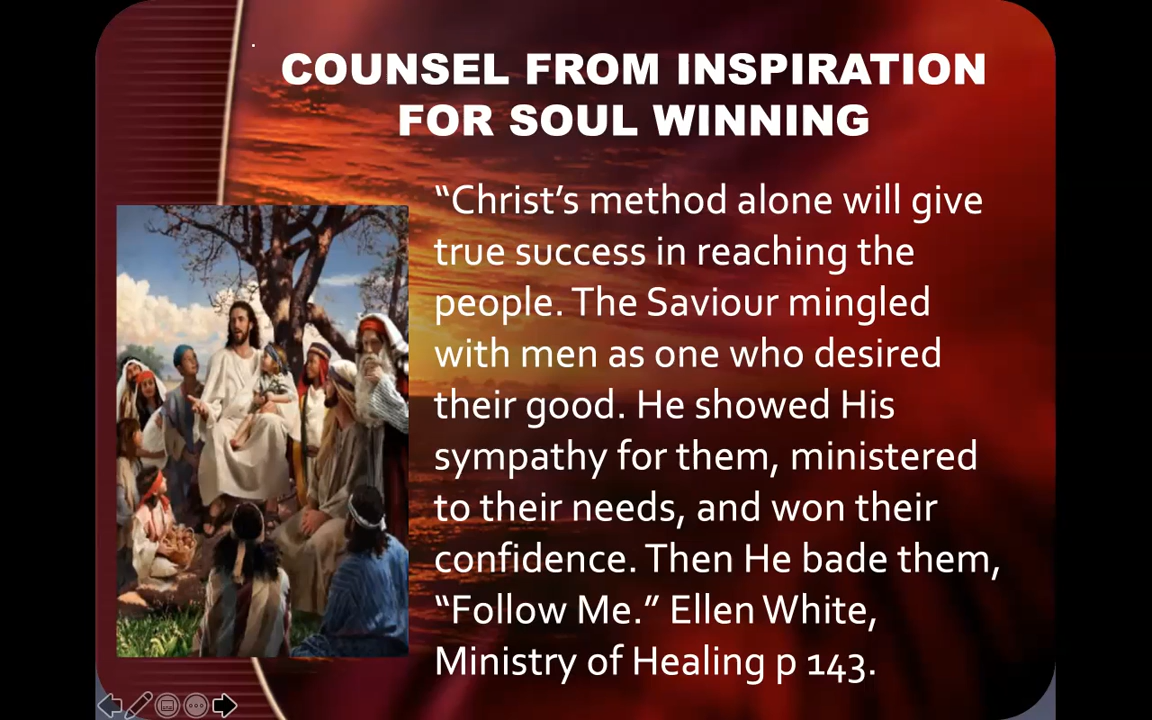 COUNSEL FROM INSPIRATION
FOR SOUL WINNING
“Christ’s method alone will give
true success in reaching the
people. The Saviour mingled
with men as one who desired
their good. He showed His
sympathy for them, ministered
to their needs, and won their
confidence. Then He bade them,
“Follow Me.” Ellen White,
Ministry of Healing p 143.